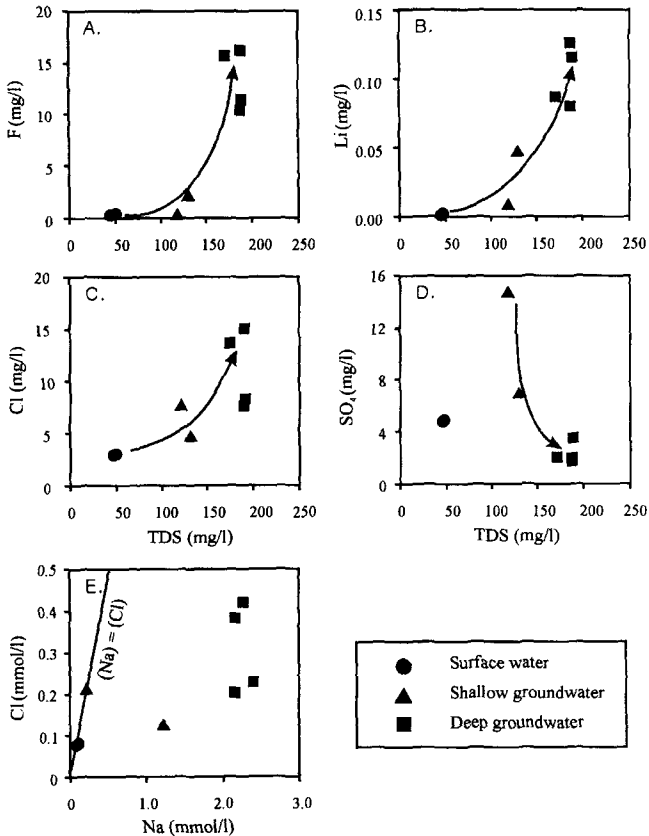 A.
F (mg/l)
20
15
10
5
0
0 50 100 150 200 250
B.
Li (mg/l)
0.15
0.10
0.05
0.00
0 50 100 150 200 250
C.
Cl (mg/l)
20
15
10
5
0
0 50 100 150 200 250
TDS (mg/l)
D.
SO₄(mg/l)
16
12
8
4
0
0 50 100 150 200 250
TDS (mg/l)
E.
Cl (mmol/l)
0.5
0.4
0.3
0.2
0.1
0
(Na) = (Cl)
0 1.0 2.0 3.0
Na (mmol/l)
Surface water
Shallow groundwater
Deep groundwater